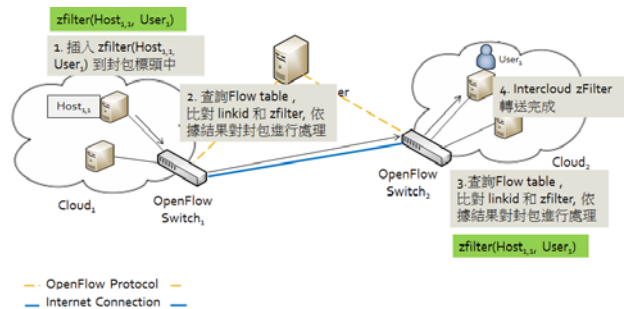 zfilter(Host1,1, User1)
1. 插入 zfilter(Host1,1,
User1) 到封包標頭中
User1
Host1,1
2. 查詢Flow table ,
比對 linkid 和 zfilter, 依
據結果對封包進行處理
4. Intercloud zFilter
轉送完成
Cloud1
OpenFlow
Switch1
OpenFlow
Switch2
Cloud2
3.查詢Flow table ,
比對 linkid 和 zfilter, 依
據結果對封包進行處理
zfilter(Host1,1, User1)
OpenFlow Protocol
Internet Connection